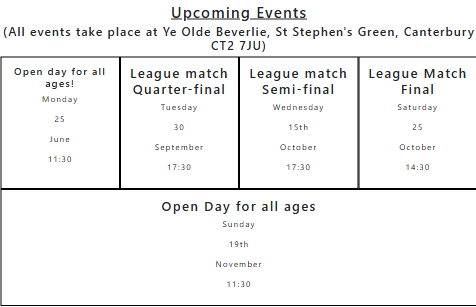 Upcoming Events
(All events take place at Ye Olde Beverlie, St Stephen's Green, Canterbury
CT2 7JU)
Open day for all
ages!
Monday
25
June
11:30
League match
Quarter-final
Tuesday
30
September
17:30
League match
Semi-final
Wednesday
15th
October
17:30
League Match
Final
Saturday
25
October
14:30
Open Day for all ages
Sunday
19th
November
11:30